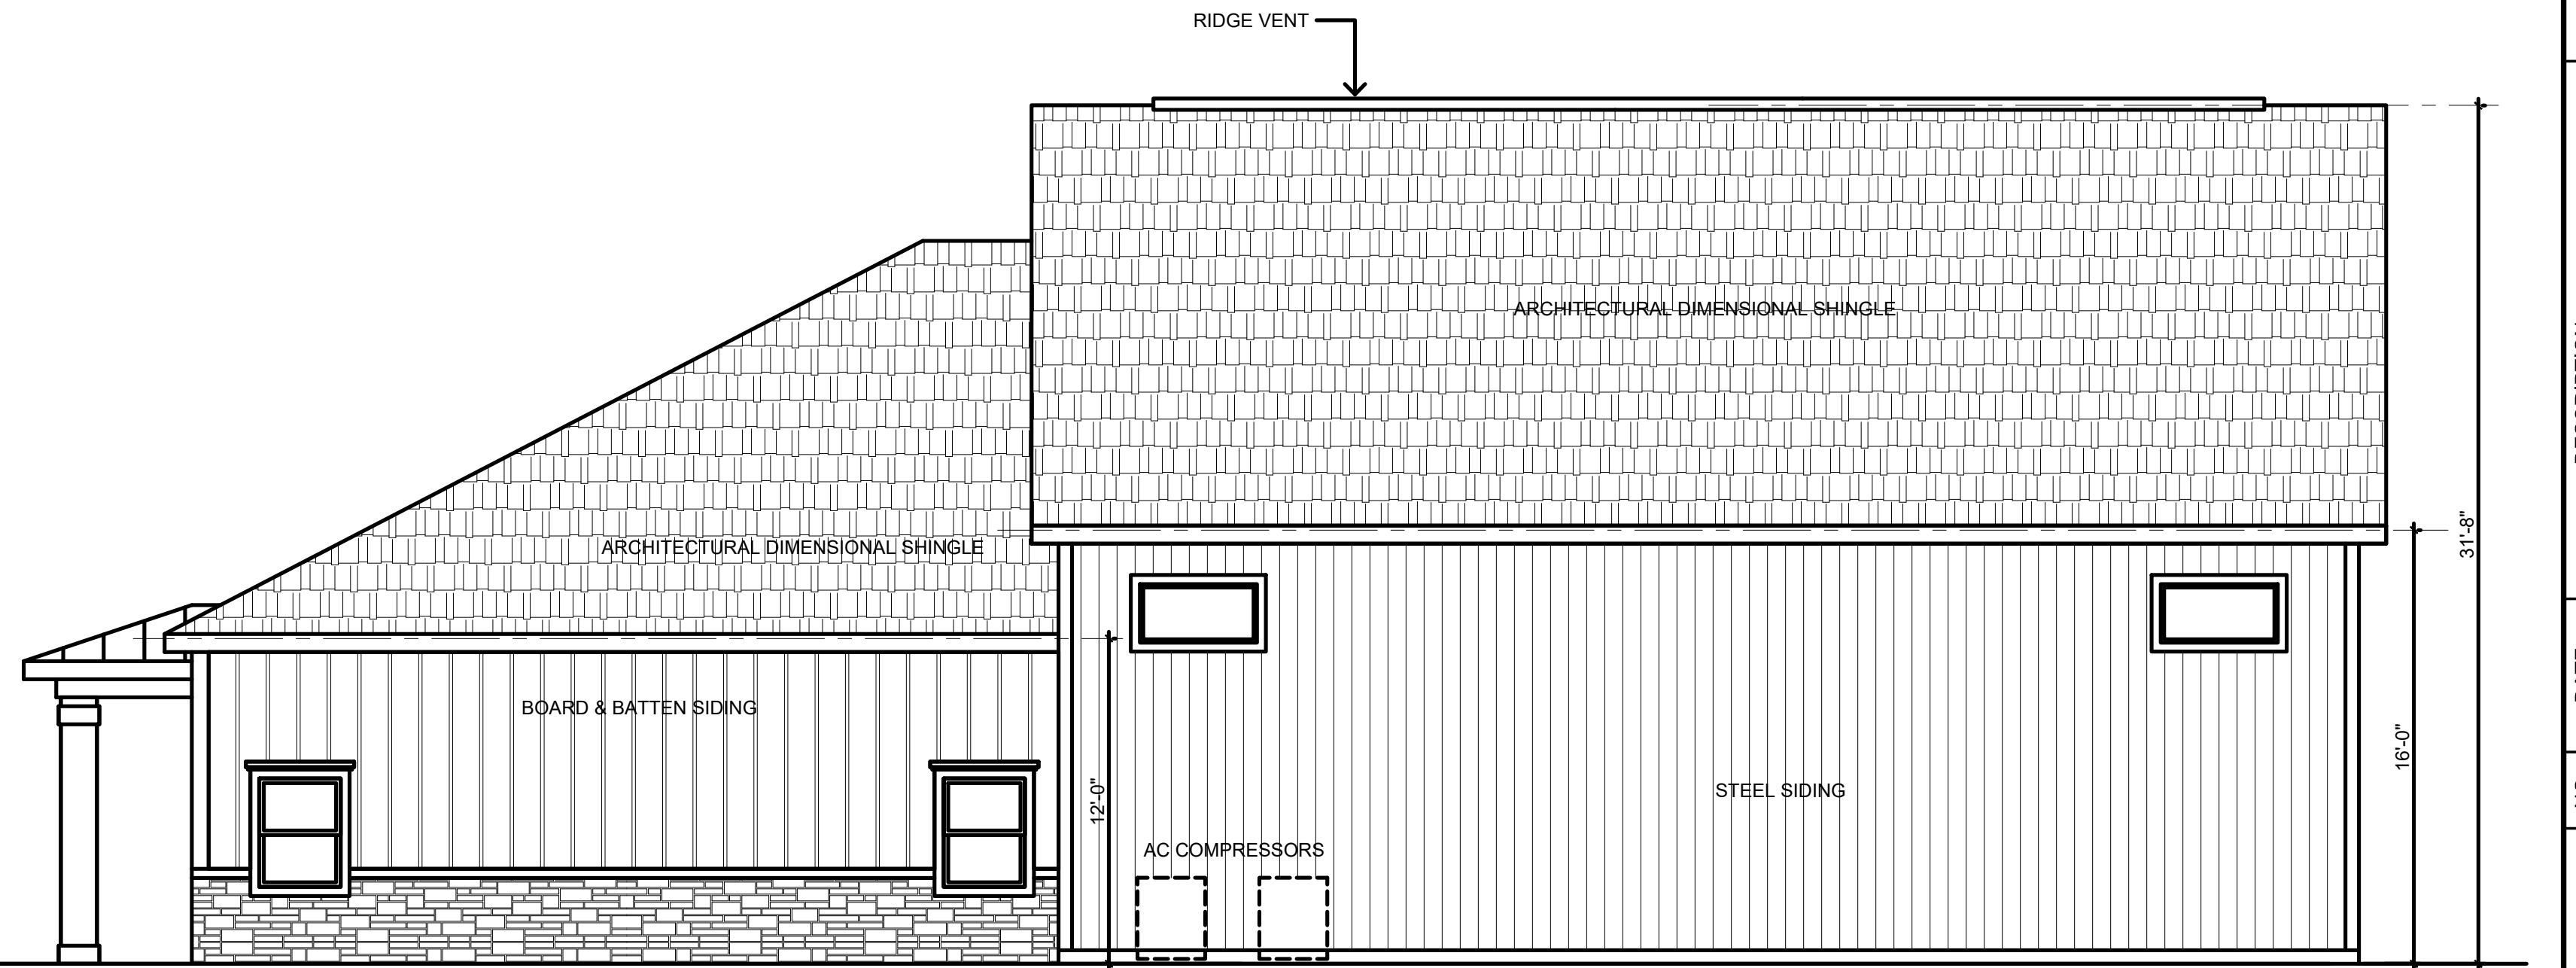 RIDGE VENT
ARCHITECTURAL DIMENSIONAL SHINGLE
31'-8"
ARCHITECTURAL DIMENSIONAL SHINGLE
BOARD & BATTEN SIDING
16'-0"
12'-0"
STEEL SIDING
AC COMPRESSORS